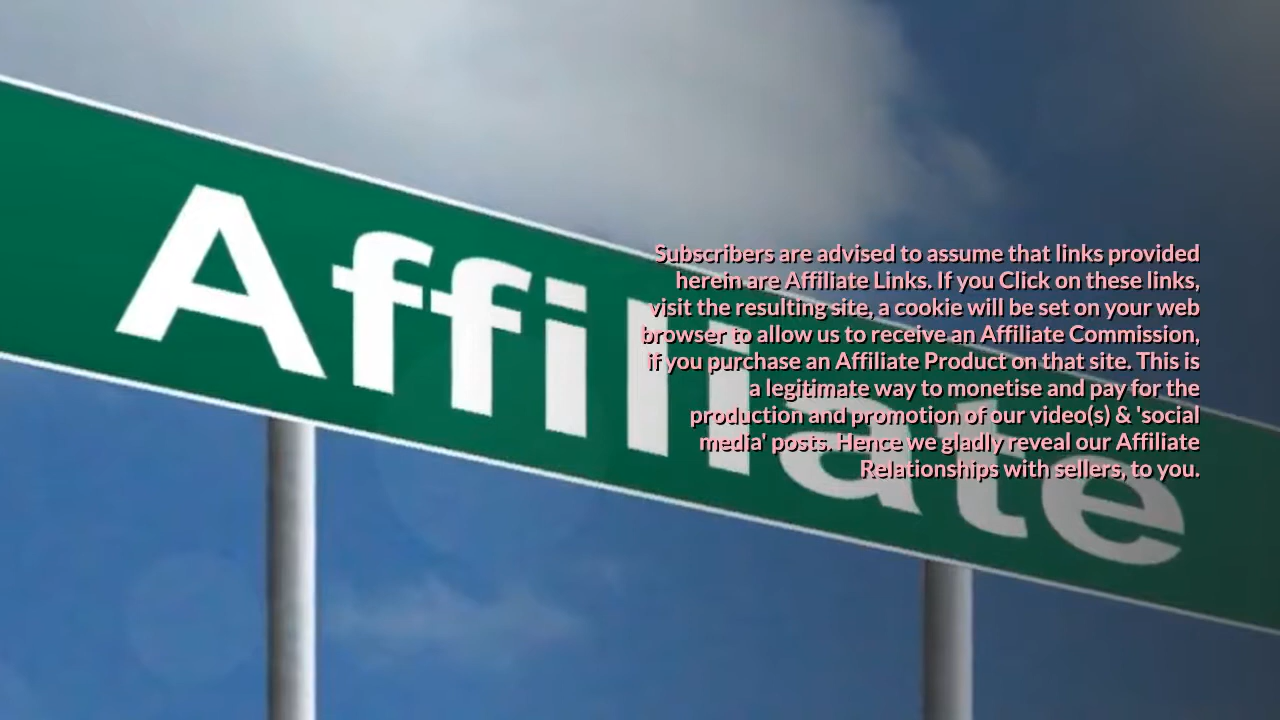 Affiliate
Subscribers are advised to assume that links provided
herein are Affiliate Links. If you Click on these links,
visit the resulting site, a cookie will be set on your web
browser to allow us to receive an Affiliate Commission,
if you purchase an Affiliate Product on that site. This is
a legitimate way to monetise and pay for the
production and promotion of our video(s) & 'social
media' posts. Hence we gladly reveal our Affiliate
Relationships with sellers, to you.